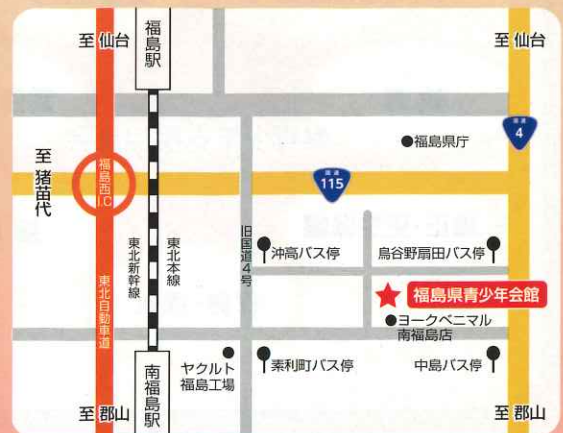 至 仙台
福島駅
至 仙台
国道
4
福島県庁
至 猪苗代
福島西I.C
国道
115
東北自動車道
東北新幹線
東北本線
旧国道4号
沖高バス停
鳥谷野扇田バス停
福島県青少年会館
ヨークベニマル
南福島店
ヤクルト
福島工場
素利町バス停
中島バス停
南福島駅
至 郡山
至 郡山